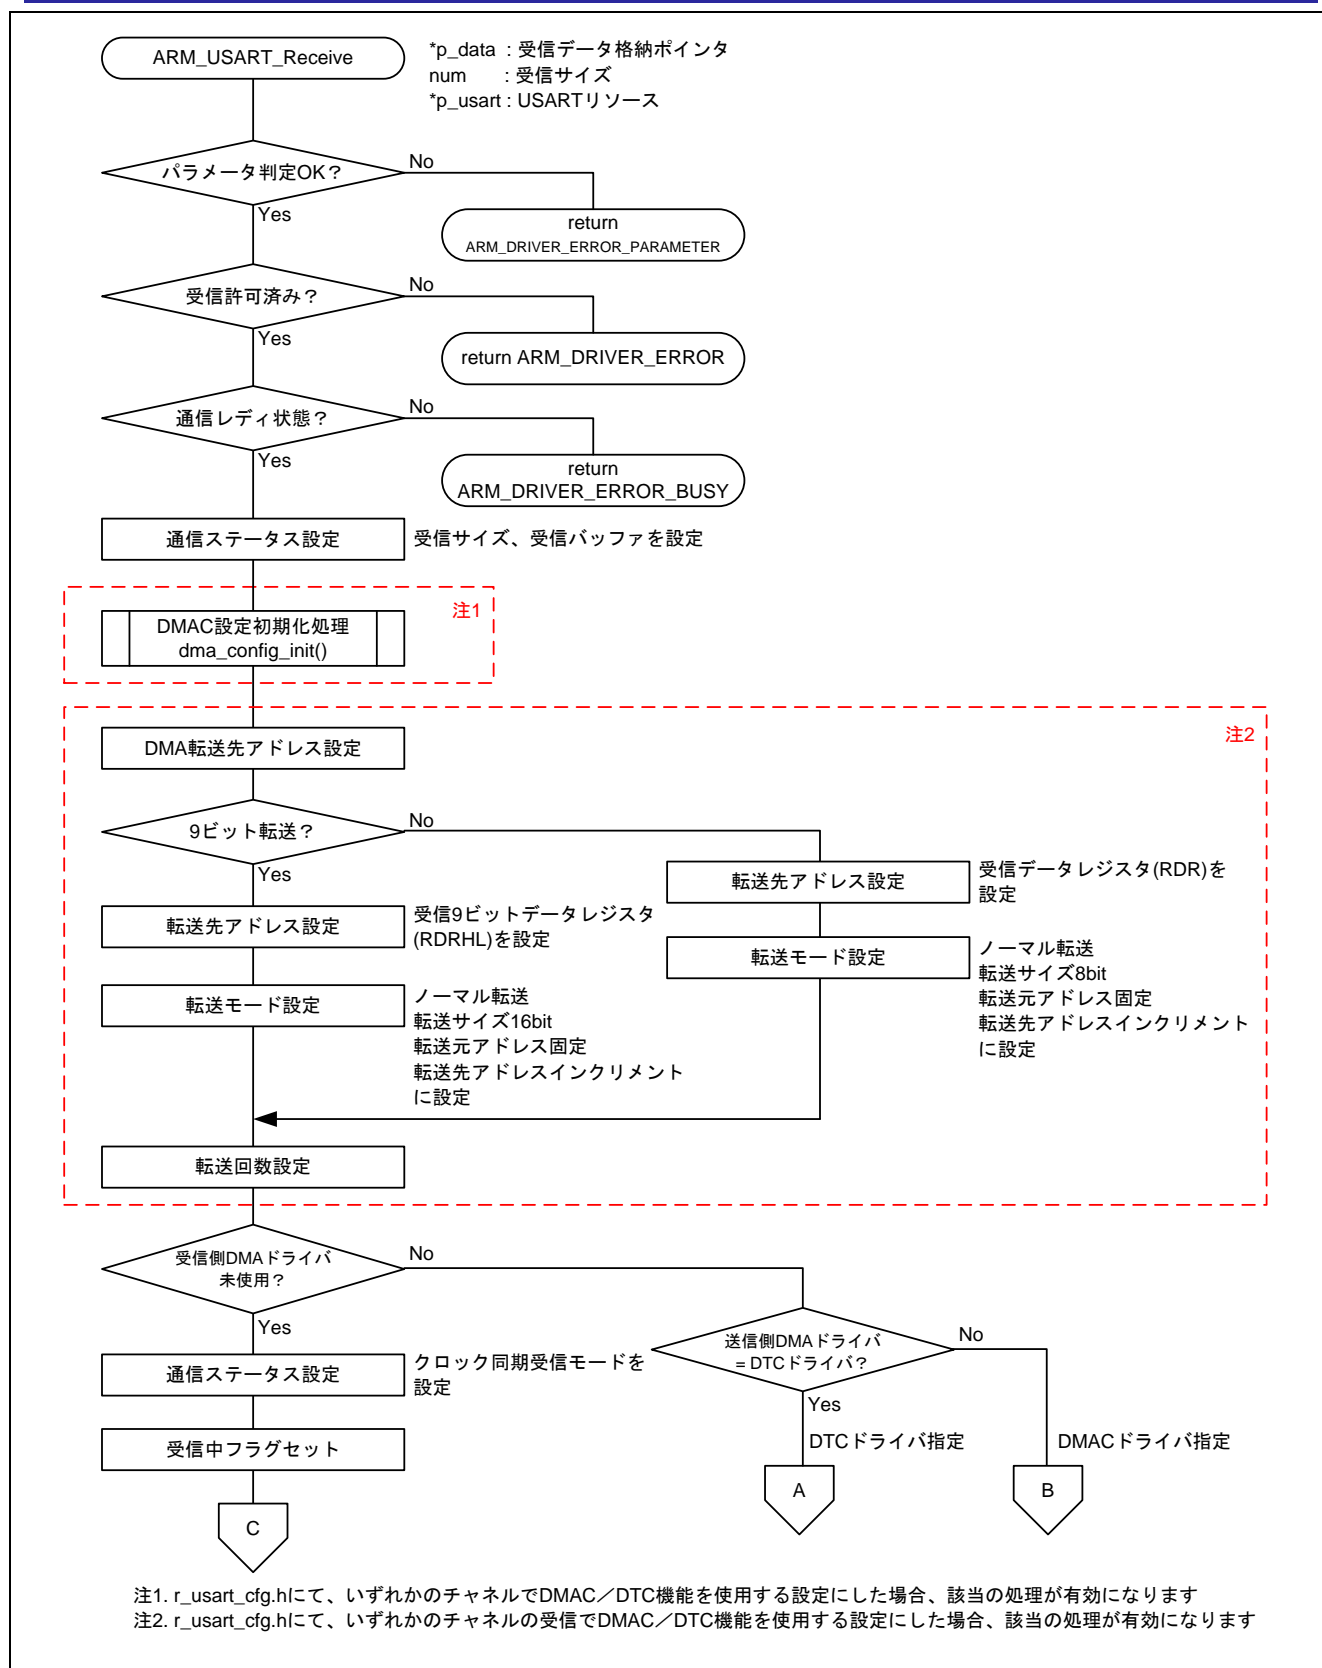 ARM_USART_Receive
*p_data : 受信データ格納ポインタ
num : 受信サイズ
*p_usart : USARTリソース
パラメータ判定OK？
No
Yes
return
ARM_DRIVER_ERROR_PARAMETER
受信許可済み？
No
Yes
return ARM_DRIVER_ERROR
通信レディ状態？
No
Yes
return
ARM_DRIVER_ERROR_BUSY
通信ステータス設定
受信サイズ、受信バッファを設定
注1
DMAC設定初期化処理
dma_config_init()
注2
DMA転送先アドレス設定
9ビット転送？
No
Yes
転送先アドレス設定
受信データレジスタ(RDR)を
設定
転送先アドレス設定
受信9ビットデータレジスタ
(RDRHL)を設定
転送モード設定
ノーマル転送
転送サイズ8bit
転送元アドレス固定
転送先アドレスインクリメント
に設定
転送モード設定
ノーマル転送
転送サイズ16bit
転送元アドレス固定
転送先アドレスインクリメント
に設定
転送回数設定
受信側DMAドライバ
未使用？
No
Yes
送信側DMAドライバ
= DTCドライバ？
No
Yes
通信ステータス設定
クロック同期受信モードを
設定
DTCドライバ指定
DMACドライバ指定
受信中フラグセット
A
B
C
注1. r_usart_cfg.hにて、いずれかのチャネルでDMAC／DTC機能を使用する設定にした場合、該当の処理が有効になります
注2. r_usart_cfg.hにて、いずれかのチャネルの受信でDMAC／DTC機能を使用する設定にした場合、該当の処理が有効になります